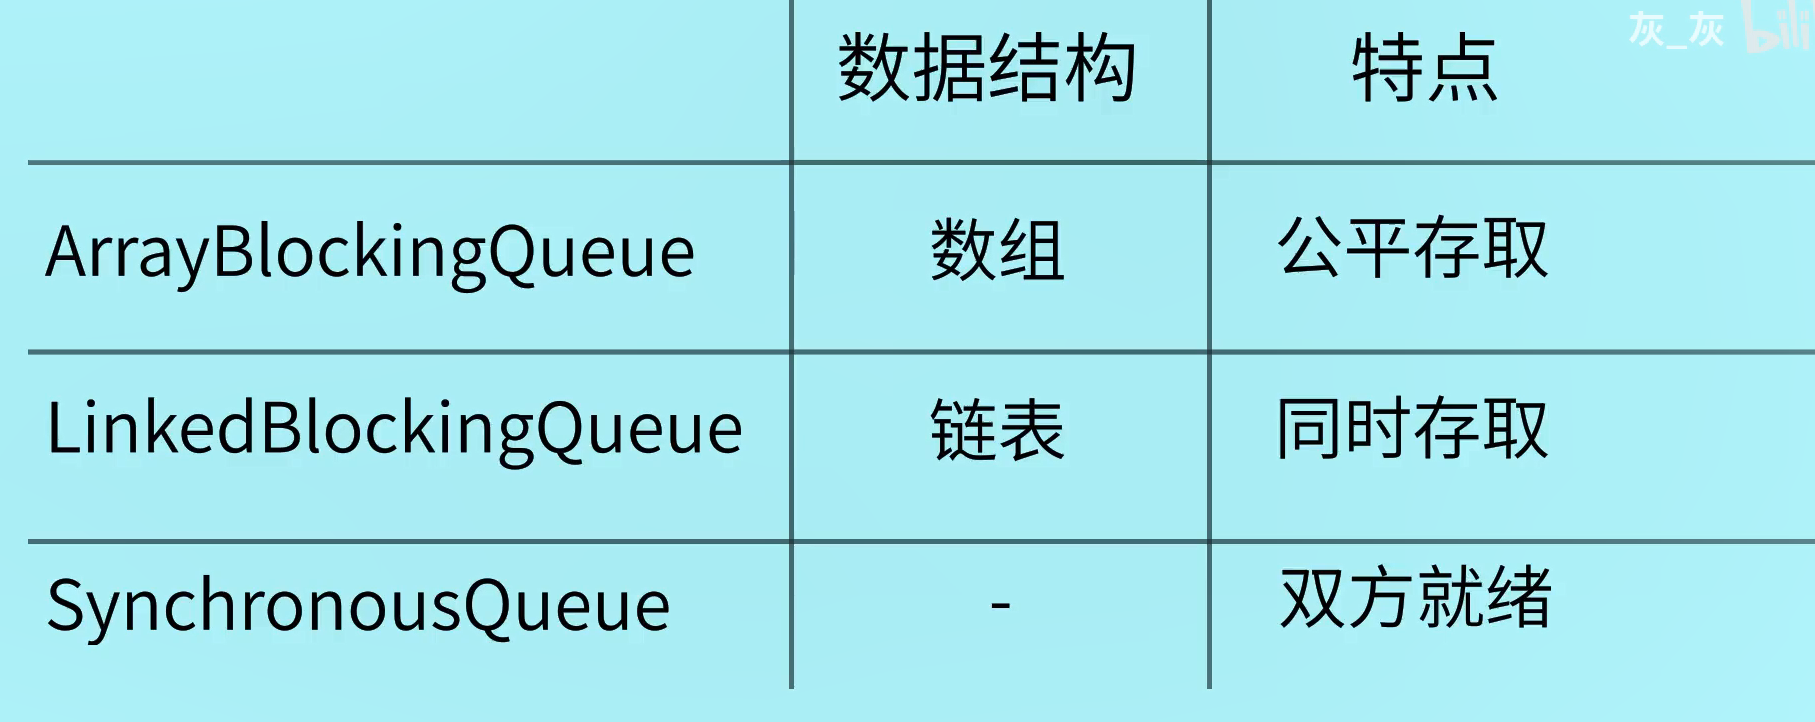 灰_灰 bili
数据结构 特点
ArrayBlockingQueue 数组 公平存取
LinkedBlockingQueue 链表 同时存取
SynchronousQueue - 双方就绪